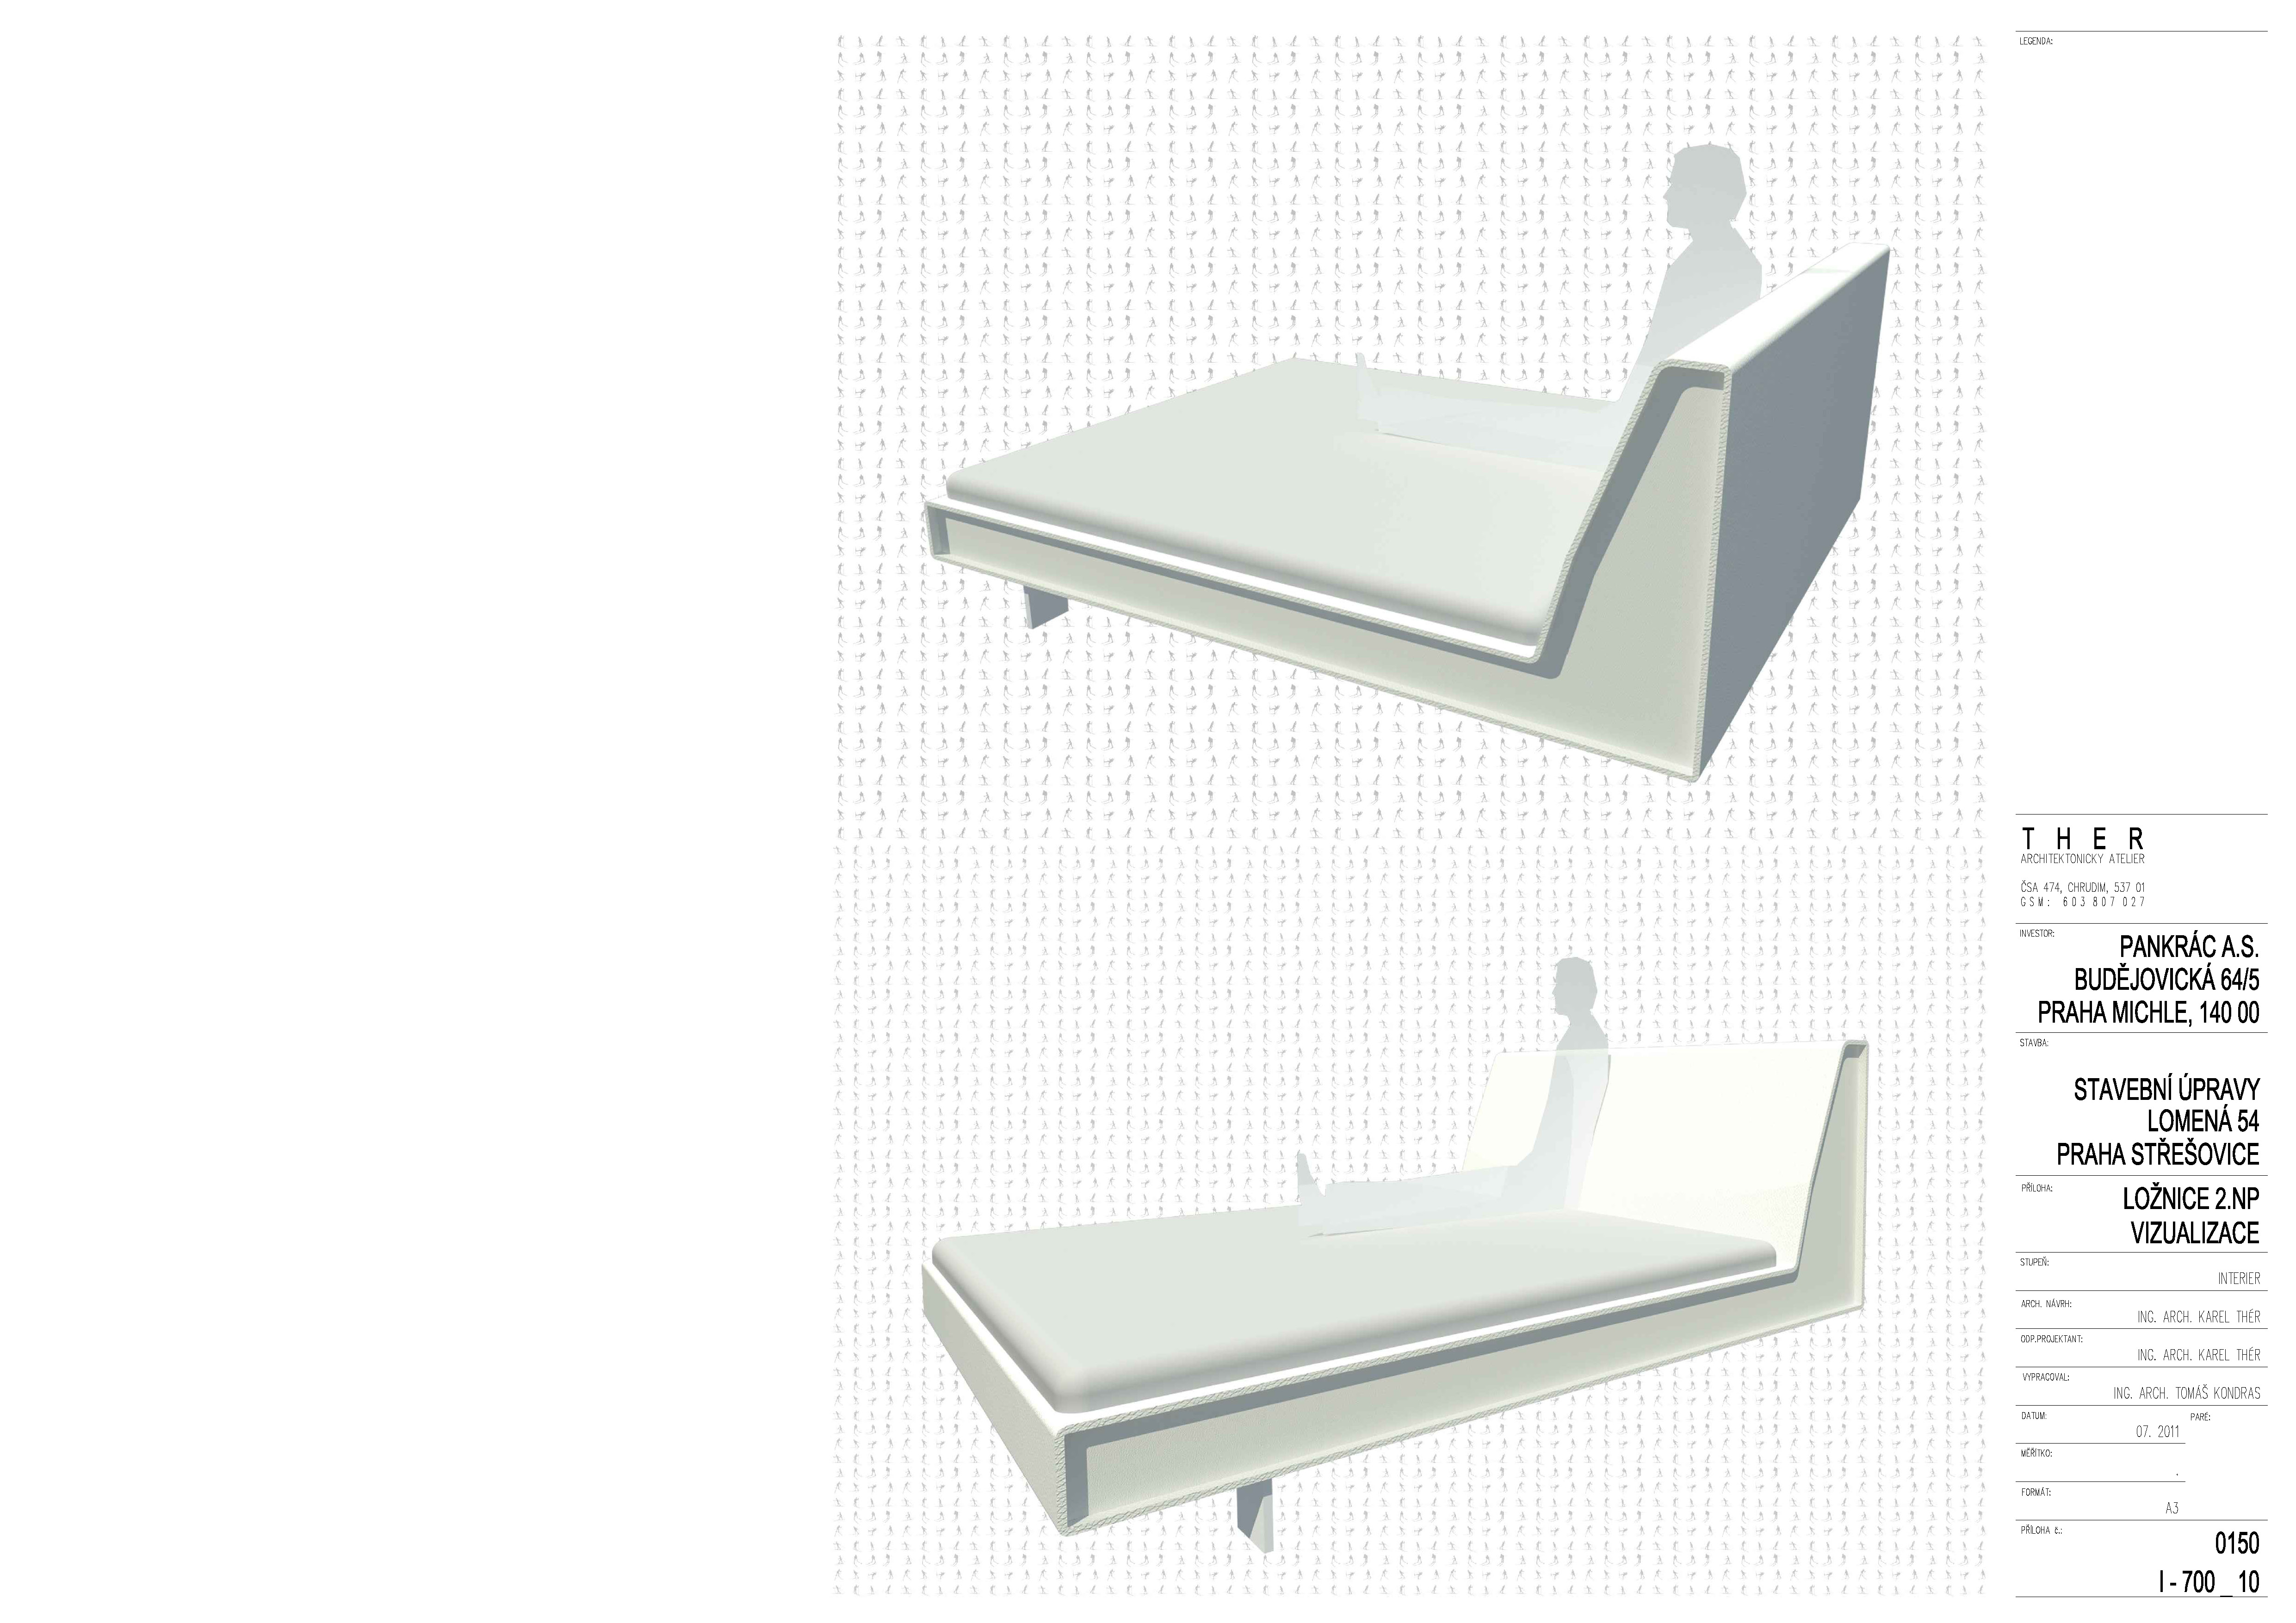 LEGENDA:
T H E R
ARCHITEKTONICKY ATELIER
ČSA 474, CHRUDIM, 537 01
GSM: 603 807 027
INVESTOR:
PANKRÁC A.S.
BUDĚJOVICKÁ 64/5
PRAHA MICHLE, 140 00
STAVBA:
STAVEBNÍ ÚPRAVY
LOMENÁ 54
PRAHA STŘEŠOVICE
PŘÍLOHA:
LOŽNICE 2.NP
VIZUALIZACE
STUPEŇ:
INTERIER
ARCH. NÁVRH:
ING. ARCH. KAREL THÉR
ODP.PROJEKTANT:
ING. ARCH. KAREL THÉR
VYPRACOVAL:
ING. ARCH. TOMÁŠ KONDRAS
DATUM:
PARÉ:
07. 2011
MĚŘÍTKO:
.
FORMÁT:
A3
PŘÍLOHA č.:
0150
I - 700 _ 10